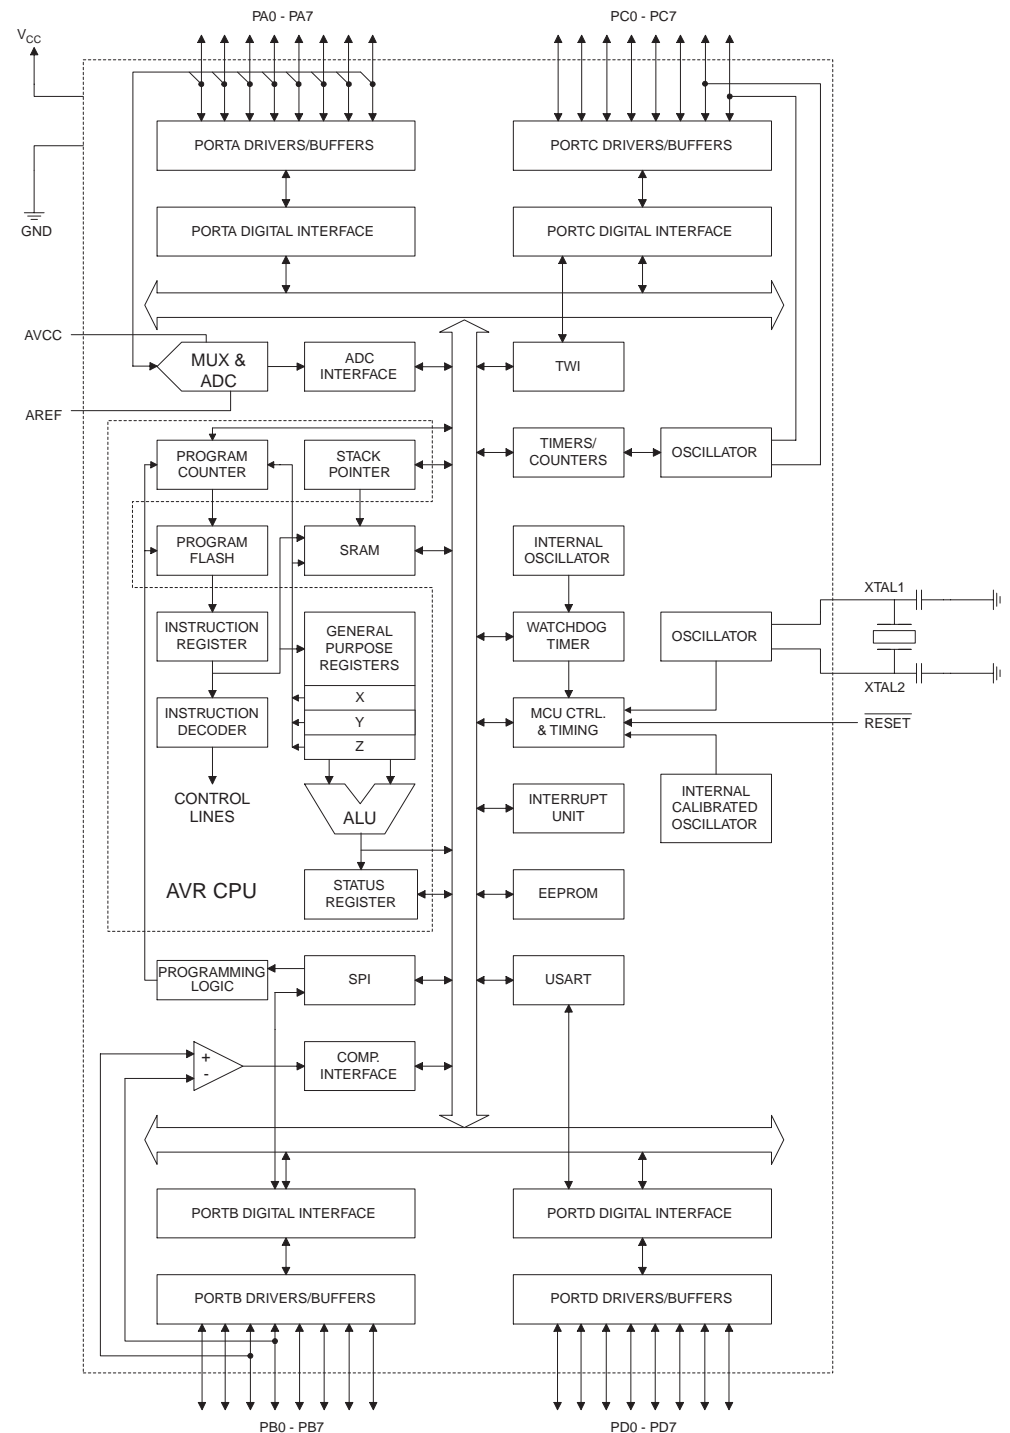 PA0 - PA7
PC0 - PC7
VCC
PORTA DRIVERS/BUFFERS
PORTC DRIVERS/BUFFERS
GND
PORTA DIGITAL INTERFACE
PORTC DIGITAL INTERFACE
AVCC
MUX &
ADC
ADC
INTERFACE
TWI
AREF
PROGRAM
COUNTER
STACK
POINTER
TIMERS/
COUNTERS
OSCILLATOR
PROGRAM
FLASH
SRAM
INTERNAL
OSCILLATOR
XTAL1
INSTRUCTION
REGISTER
GENERAL
PURPOSE
REGISTERS
WATCHDOG
TIMER
OSCILLATOR
XTAL2
X
INSTRUCTION
DECODER
Y
MCU CTRL.
& TIMING
RESET
Z
CONTROL
LINES
ALU
INTERRUPT
UNIT
INTERNAL
CALIBRATED
OSCILLATOR
AVR CPU
STATUS
REGISTER
EEPROM
PROGRAMMING
LOGIC
SPI
USART
+
-
COMP.
INTERFACE
PORTB DIGITAL INTERFACE
PORTD DIGITAL INTERFACE
PORTB DRIVERS/BUFFERS
PORTD DRIVERS/BUFFERS
PB0 - PB7
PD0 - PD7